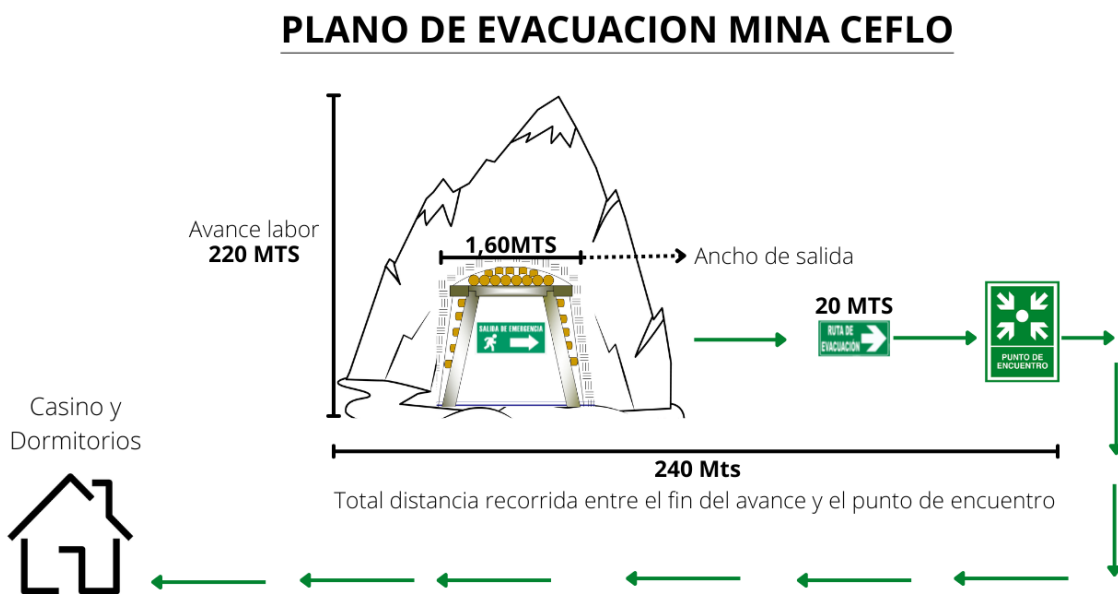 PLANO DE EVACUACION MINA CEFLO
Avance labor
220 MTS
1,60MTS
Ancho de salida
SALIDA DE EMERGENCIA
20 MTS
RUTA DE
EVACUACIÓN
PUNTO DE
ENCUENTRO
Casino y
Dormitorios
240 Mts
Total distancia recorrida entre el fin del avance y el punto de encuentro